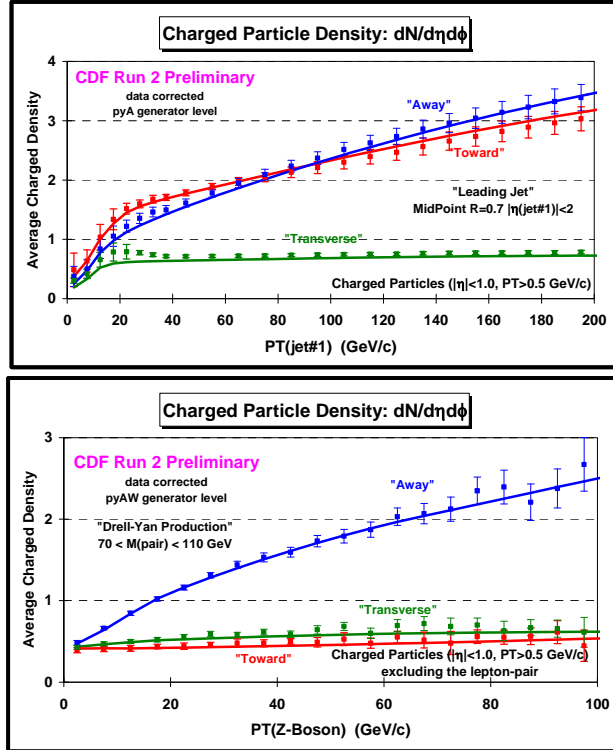 Charged Particle Density: dN/dηdϕ
CDF Run 2 Preliminary
data corrected
pyA generator level
"Away"
"Toward"
"Leading Jet"
MidPoint R=0.7 |η(jet#1)|<2
"Transverse"
Charged Particles (|η|<1.0, PT>0.5 GeV/c)
Average Charged Density
4
3
2
1
0
0 20 40 60 80 100 120 140 160 180 200
PT(jet#1) (GeV/c)
Charged Particle Density: dN/dηdϕ
CDF Run 2 Preliminary
data corrected
pyAW generator level
"Drell-Yan Production"
70 < M(pair) < 110 GeV
"Away"
"Transverse"
"Toward"
Charged Particles (|η|<1.0, PT>0.5 GeV/c)
excluding the lepton-pair
Average Charged Density
3
2
1
0
0 20 40 60 80 100
PT(Z-Boson) (GeV/c)